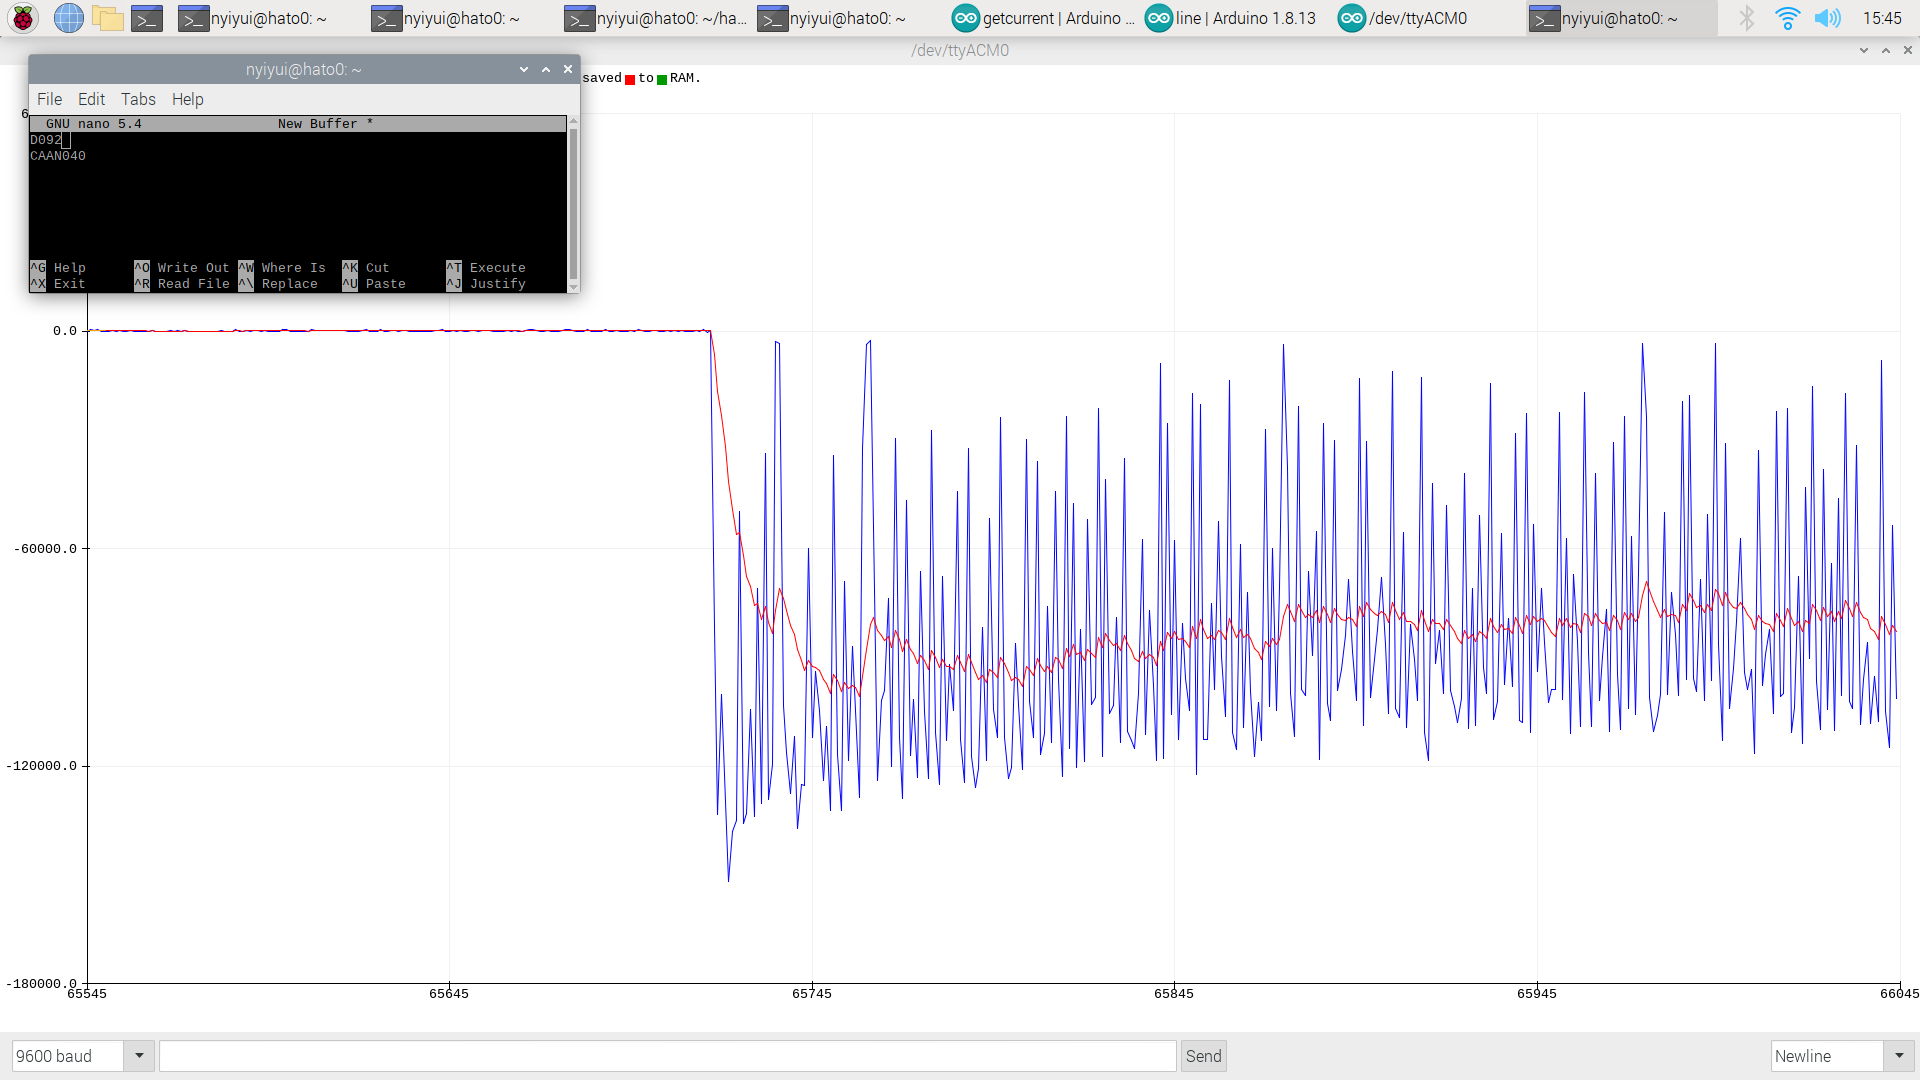 nyiyui@hato0: ~
nyiyui@hato0: ~
nyiyui@hato0: ~/ha...
nyiyui@hato0: ~
getcurrent | Arduino ...
line | Arduino 1.8.13
/dev/ttyACM0
nyiyui@hato0: ~
15:45
/dev/ttyACM0
nyiyui@hato0: ~
saved to RAM.
File Edit Tabs Help
GNU nano 5.4 New Buffer *
D092
CAAN040
^G Help ^O Write Out ^W Where Is ^K Cut ^T Execute
^X Exit ^R Read File ^\ Replace ^U Paste ^J Justify
6
0.0
-60000.0
-120000.0
-180000.0
65545 65645 65745 65845 65945 66045
9600 baud
Send
Newline